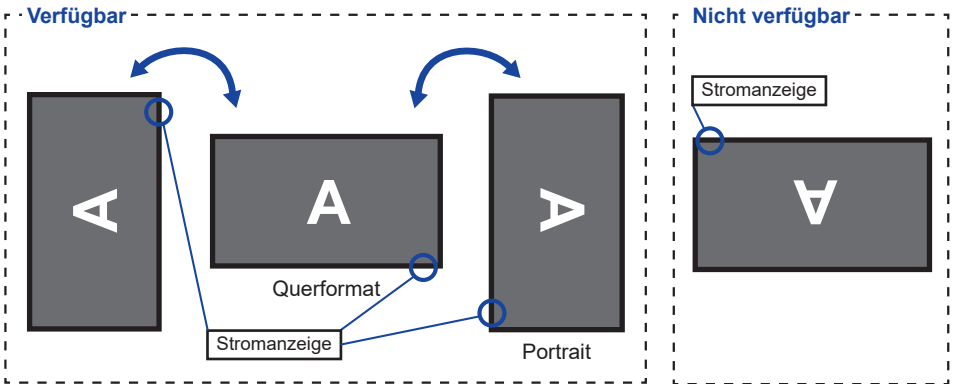 Verfügbar
A
A
A
Querformat
Stromanzeige
Portrait
Nicht verfügbar
Stromanzeige
A